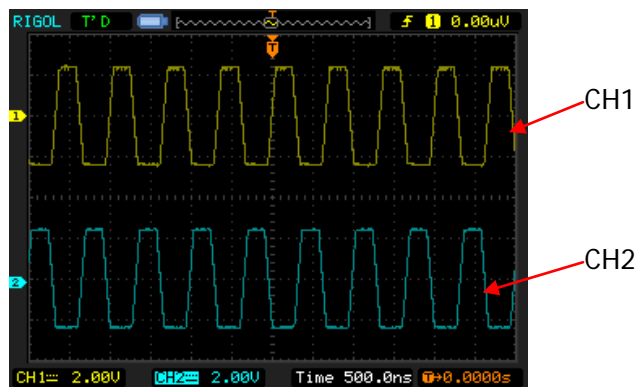 RIGOL T'D T f 1 0.00uV
T
1
CH1
2
CH2
CH1= 2.00V CH2= 2.00V Time 500.0ns T→0.0000s